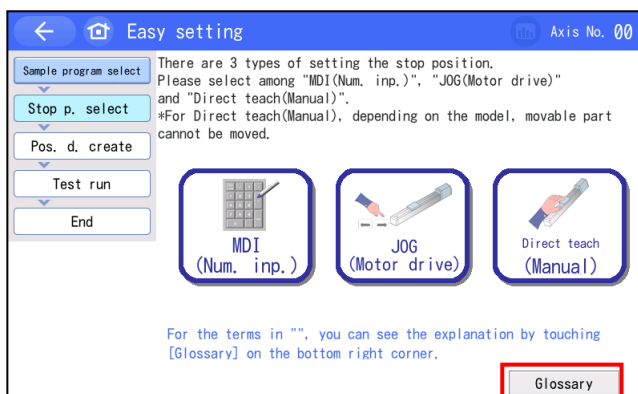 Easy setting
Axis No. 00
Sample program select
Stop p. select
Pos. d. create
Test run
End
There are 3 types of setting the stop position.
Please select among "MDI(Num. inp.)", "JOG(Motor drive)"
and "Direct teach(Manual)".
*For Direct teach(Manual), depending on the model, movable part
cannot be moved.
MDI
(Num. inp.)
JOG
(Motor drive)
Direct teach
(Manual)
For the terms in "", you can see the explanation by touching
[Glossary] on the bottom right corner.
Glossary